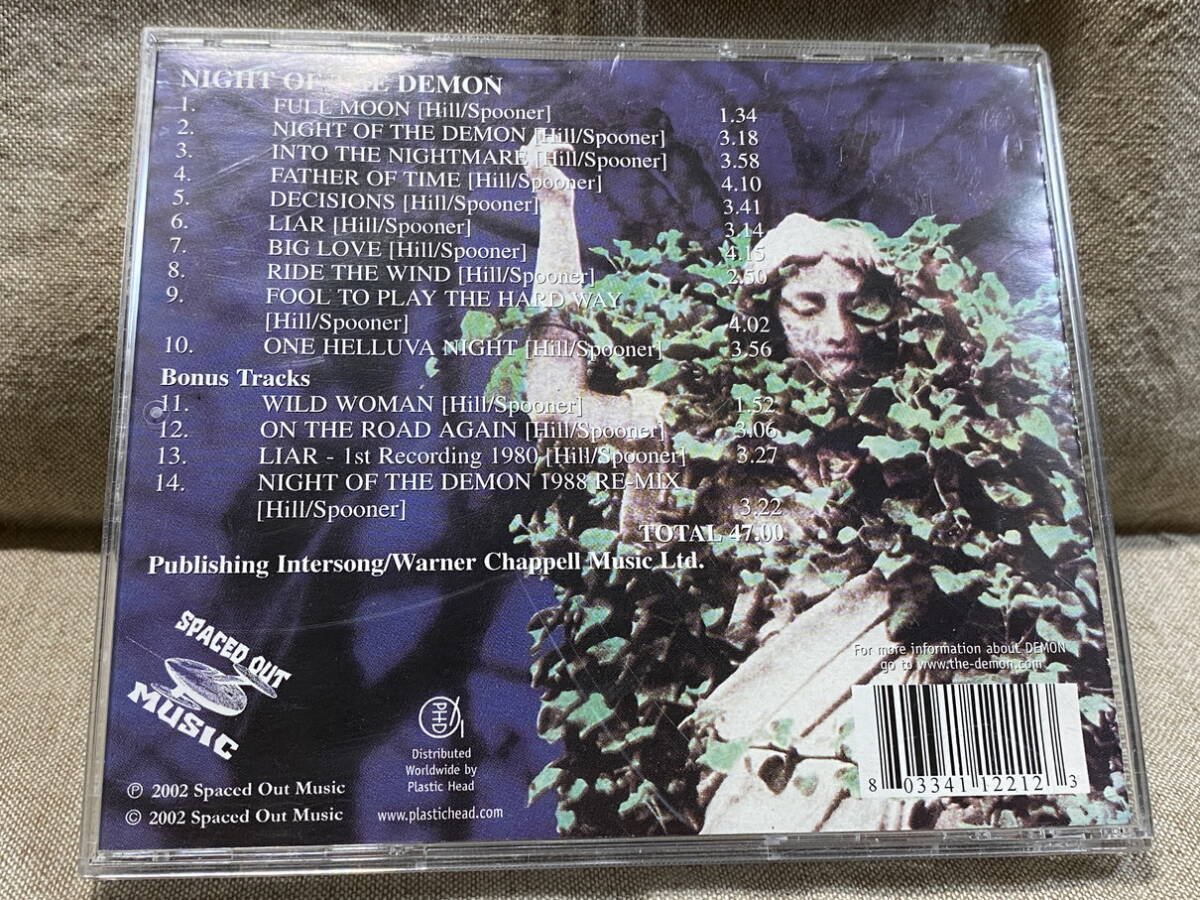 NIGHT OF THE DEMON
1. FULL MOON [Hill/Spooner] 1.34
2. NIGHT OF THE DEMON [Hill/Spooner] 3.18
3. INTO THE NIGHTMARE [Hill/Spooner] 3.58
4. FATHER OF TIME [Hill/Spooner] 4.10
5. DECISIONS [Hill/Spooner] 3.41
6. LIAR [Hill/Spooner] 3.14
7. BIG LOVE [Hill/Spooner] 4.15
8. RIDE THE WIND [Hill/Spooner] 2.50
9. FOOL TO PLAY THE HARD WAY
[Hill/Spooner] 4.02
10. ONE HELLUVA NIGHT [Hill/Spooner] 3.56
Bonus Tracks
11. WILD WOMAN [Hill/Spooner] 1.52
12. ON THE ROAD AGAIN [Hill/Spooner] 3.06
13. LIAR - 1st Recording 1980 [Hill/Spooner] 3.27
14. NIGHT OF THE DEMON 1988 RE-MIX
[Hill/Spooner] 3.22
TOTAL 47.00
Publishing Intersong/Warner Chappell Music Ltd.
SPACED OUT
MUSIC
PHD
Distributed
Worldwide by
Plastic Head
www.plastichead.com
℗ 2002 Spaced Out Music
© 2002 Spaced Out Music
For more information about DEMON
go to www.the-demon.com
8 03341 12212 3